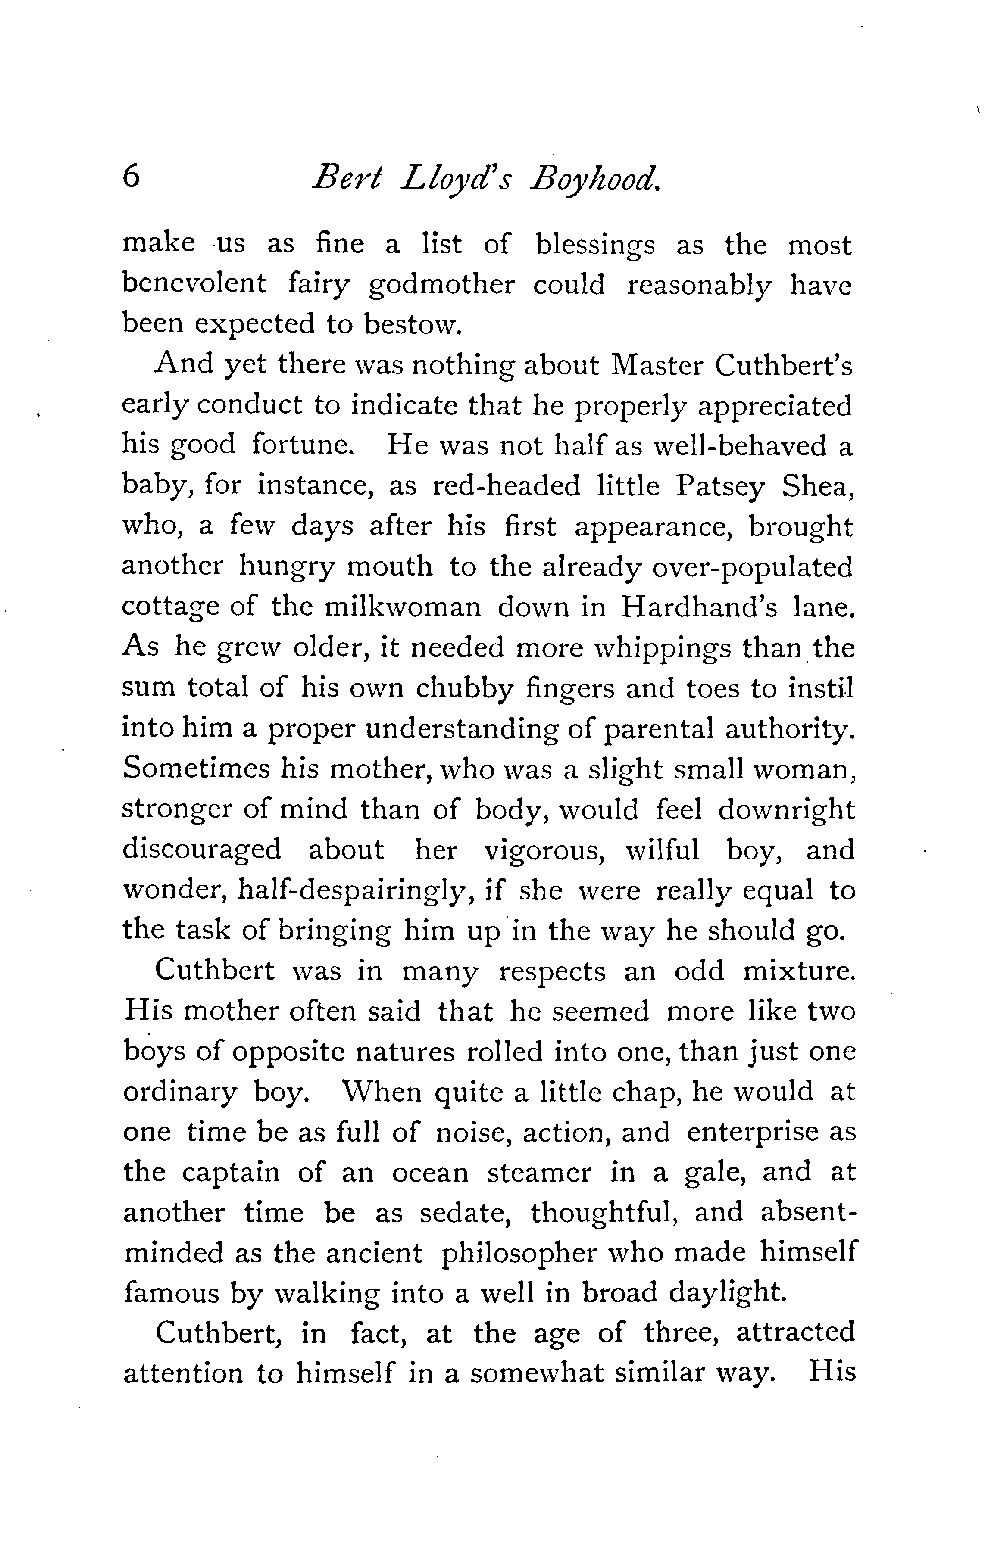 6 Bert Lloyd's Boyhood.
make us as fine a list of blessings as the most
benevolent fairy godmother could reasonably have
been expected to bestow.
And yet there was nothing about Master Cuthbert's
early conduct to indicate that he properly appreciated
his good fortune. He was not half as well-behaved a
baby, for instance, as red-headed little Patsey Shea,
who, a few days after his first appearance, brought
another hungry mouth to the already over-populated
cottage of the milkwoman down in Hardhand's lane.
As he grew older, it needed more whippings than the
sum total of his own chubby fingers and toes to instil
into him a proper understanding of parental authority.
Sometimes his mother, who was a slight small woman,
stronger of mind than of body, would feel downright
discouraged about her vigorous, wilful boy, and
wonder, half-despairingly, if she were really equal to
the task of bringing him up in the way he should go.
Cuthbert was in many respects an odd mixture.
His mother often said that he seemed more like two
boys of opposite natures rolled into one, than just one
ordinary boy. When quite a little chap, he would at
one time be as full of noise, action, and enterprise as
the captain of an ocean steamer in a gale, and at
another time be as sedate, thoughtful, and absent-
minded as the ancient philosopher who made himself
famous by walking into a well in broad daylight.
Cuthbert, in fact, at the age of three, attracted
attention to himself in a somewhat similar way. His